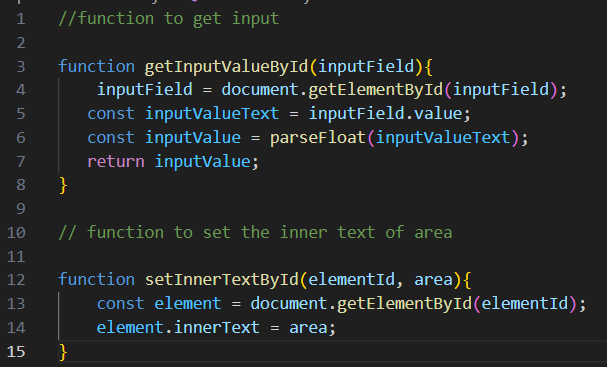 1 //function to get input
2
3 function getInputValueById(inputField){
4 inputField = document.getElementById(inputField);
5 const inputValueText = inputField.value;
6 const inputValue = parseFloat(inputValueText);
7 return inputValue;
8 }
9
10 // function to set the inner text of area
11
12 function setInnerTextById(elementId, area){
13 const element = document.getElementById(elementId);
14 element.innerText = area;
15 }